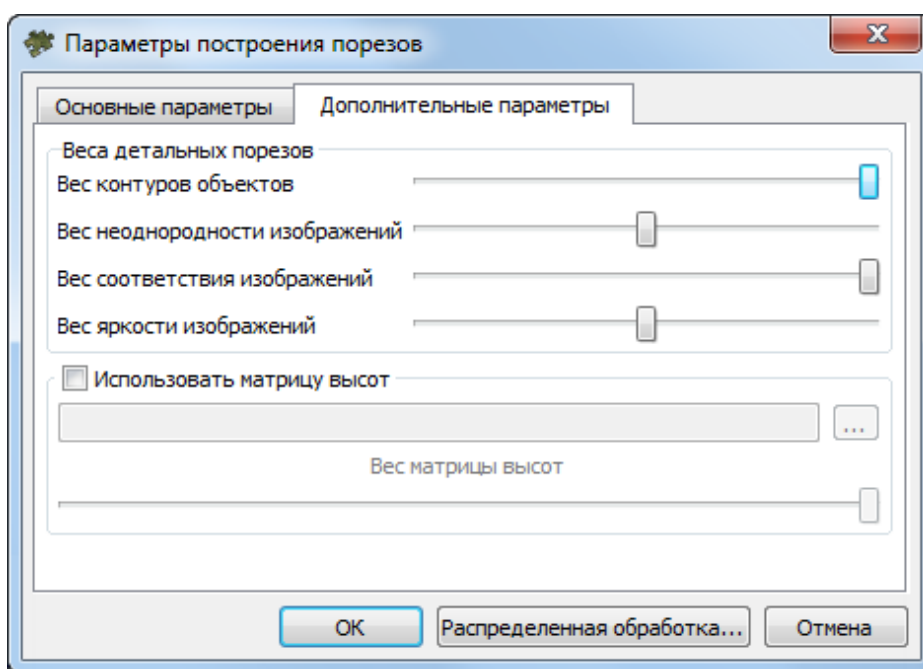 Параметры построения порезов
Основные параметры
Дополнительные параметры
Веса детальных порезов
Вес контуров объектов
Вес неоднородности изображений
Вес соответствия изображений
Вес яркости изображений
Использовать матрицу высот
...
Вес матрицы высот
OK
Распределенная обработка...
Отмена